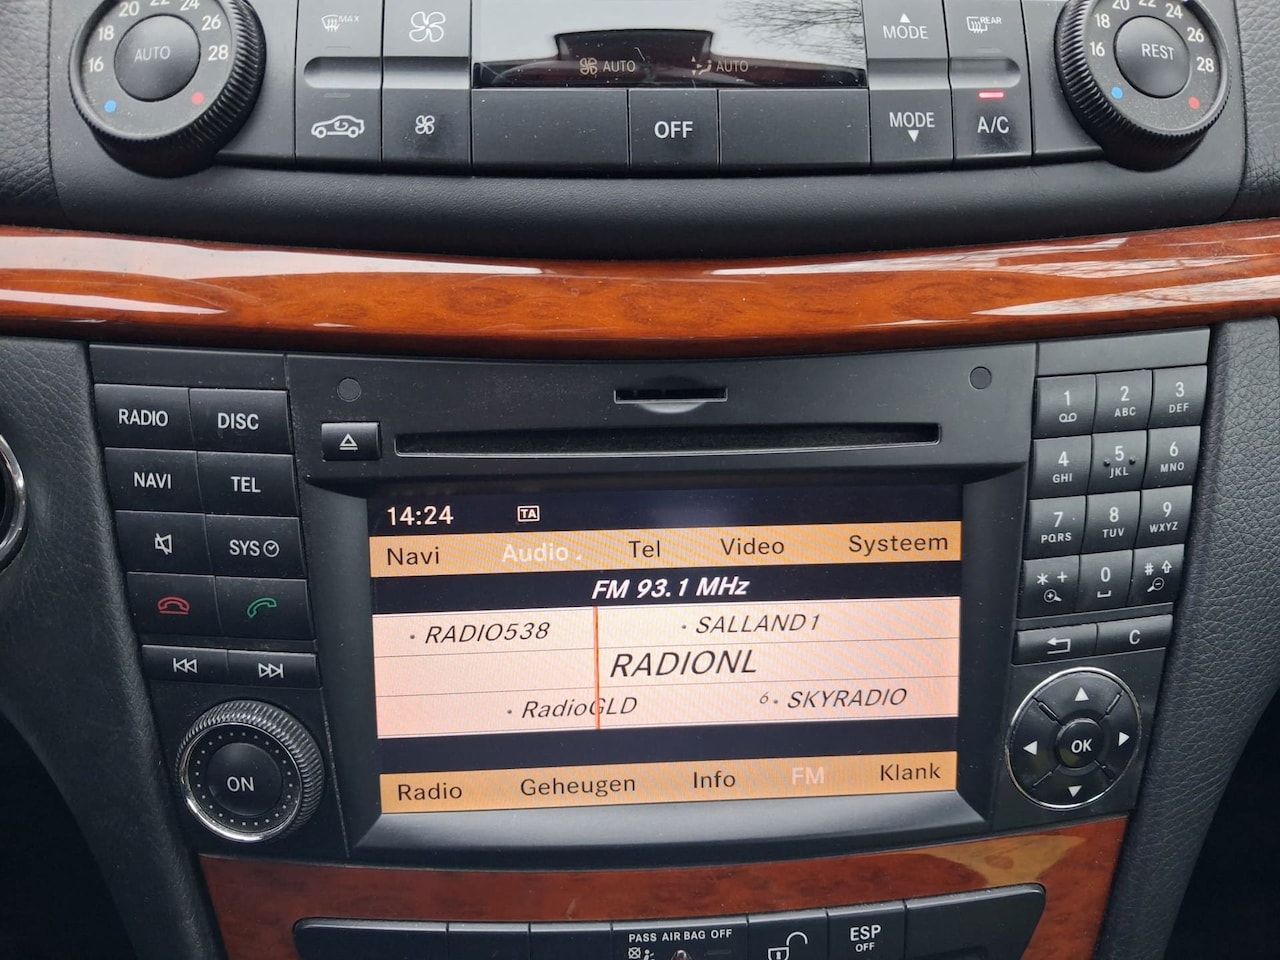 20 22 24
18 26
16 AUTO 28
MAX
AUTO AUTO
MODE
REAR
20 22 24
18 26
16 REST 28
OFF
MODE
A/C
RADIO DISC
NAVI TEL
SYS
ON
14:24 TA
Navi Audio Tel Video Systeem
FM 93.1 MHz
• RADIO538 • SALLAND1
RADIONL
• RadioGLD 6• SKYRADIO
Radio Geheugen Info FM Klank
1 2 ABC 3 DEF
4 GHI 5 JKL 6 MNO
7 PQRS 8 TUV 9 WXYZ
* + 0 #
C
OK
PASS AIR BAG OFF
ESP
OFF